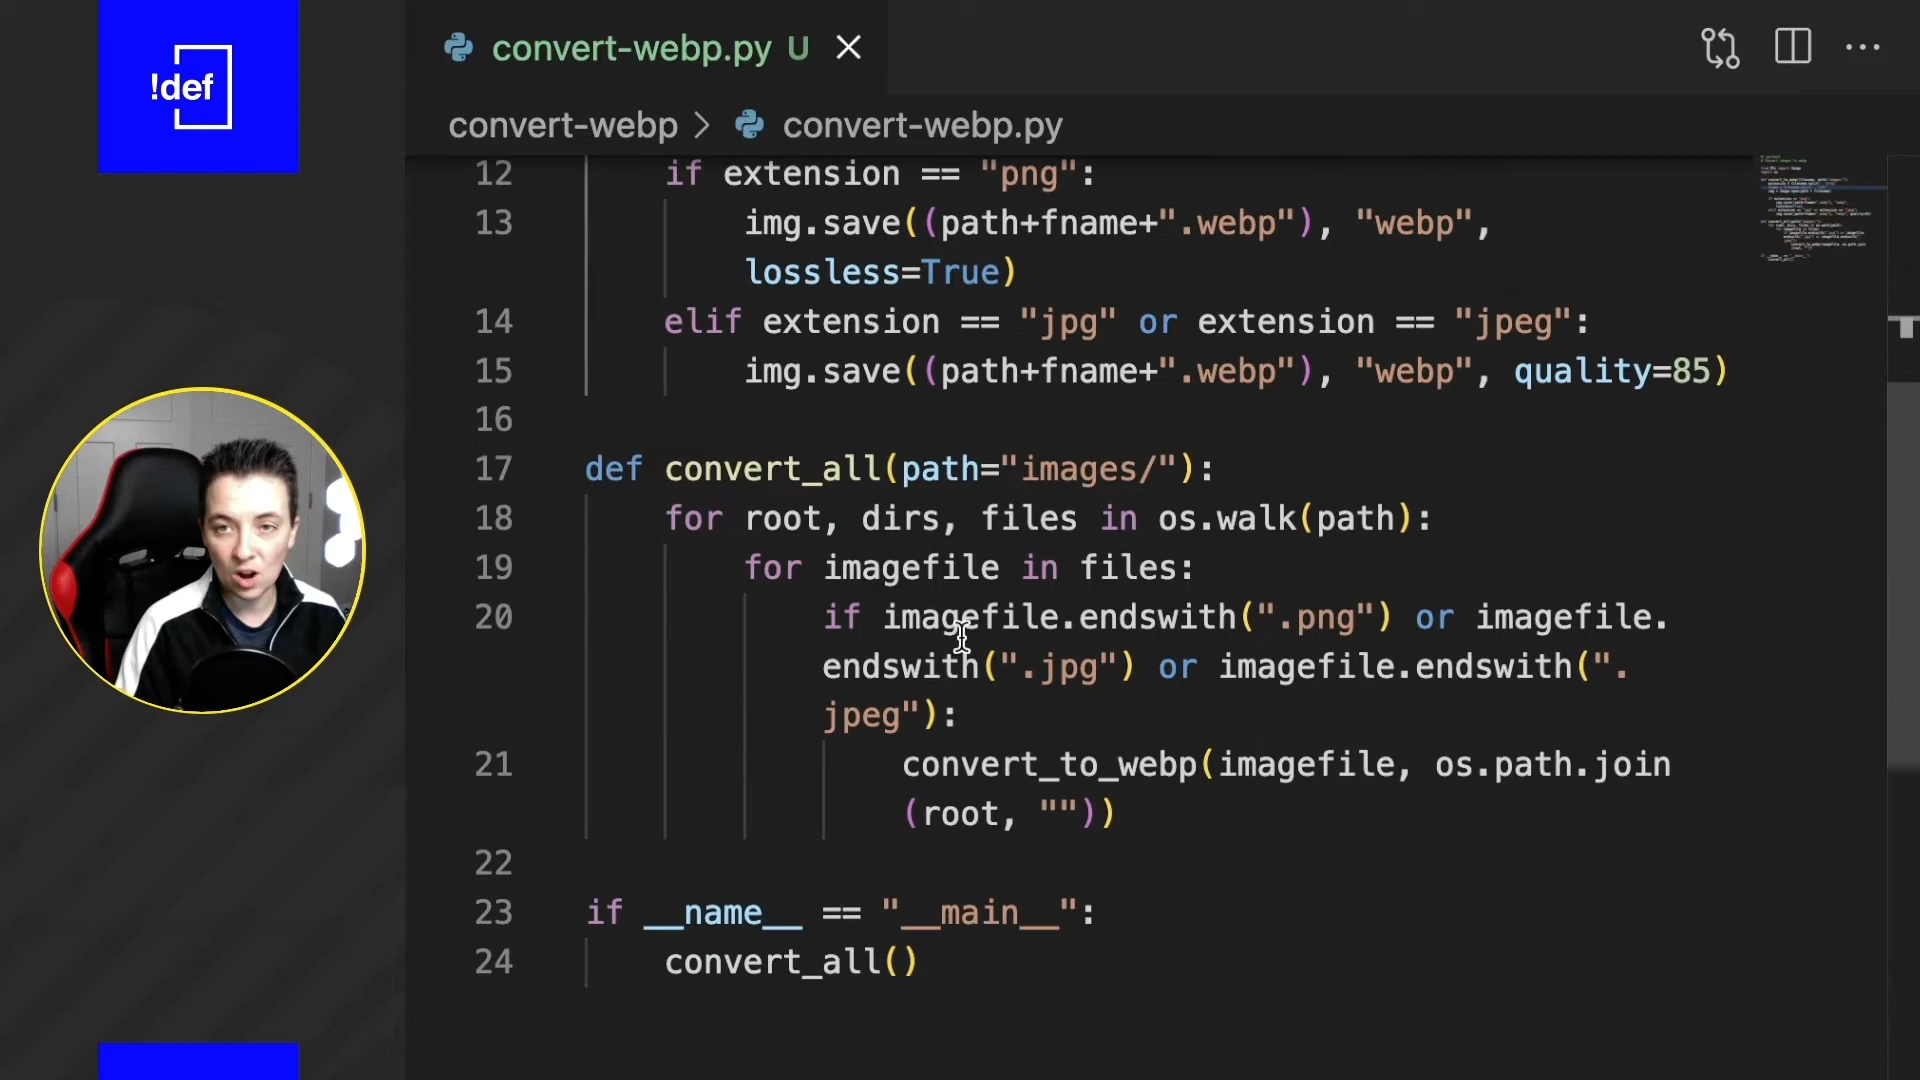 !def
convert-webp.py U
convert-webp > convert-webp.py
12 if extension == "png":
13 img.save((path+fname+".webp"), "webp",
lossless=True)
14 elif extension == "jpg" or extension == "jpeg":
15 img.save((path+fname+".webp"), "webp", quality=85)
16
17 def convert_all(path="images/"):
18 for root, dirs, files in os.walk(path):
19 for imagefile in files:
20 if imagefile.endswith(".png") or imagefile.
endswith(".jpg") or imagefile.endswith(".
jpeg"):
21 convert_to_webp(imagefile, os.path.join
(root, ""))
22
23 if __name__ == "__main__":
24 convert_all()